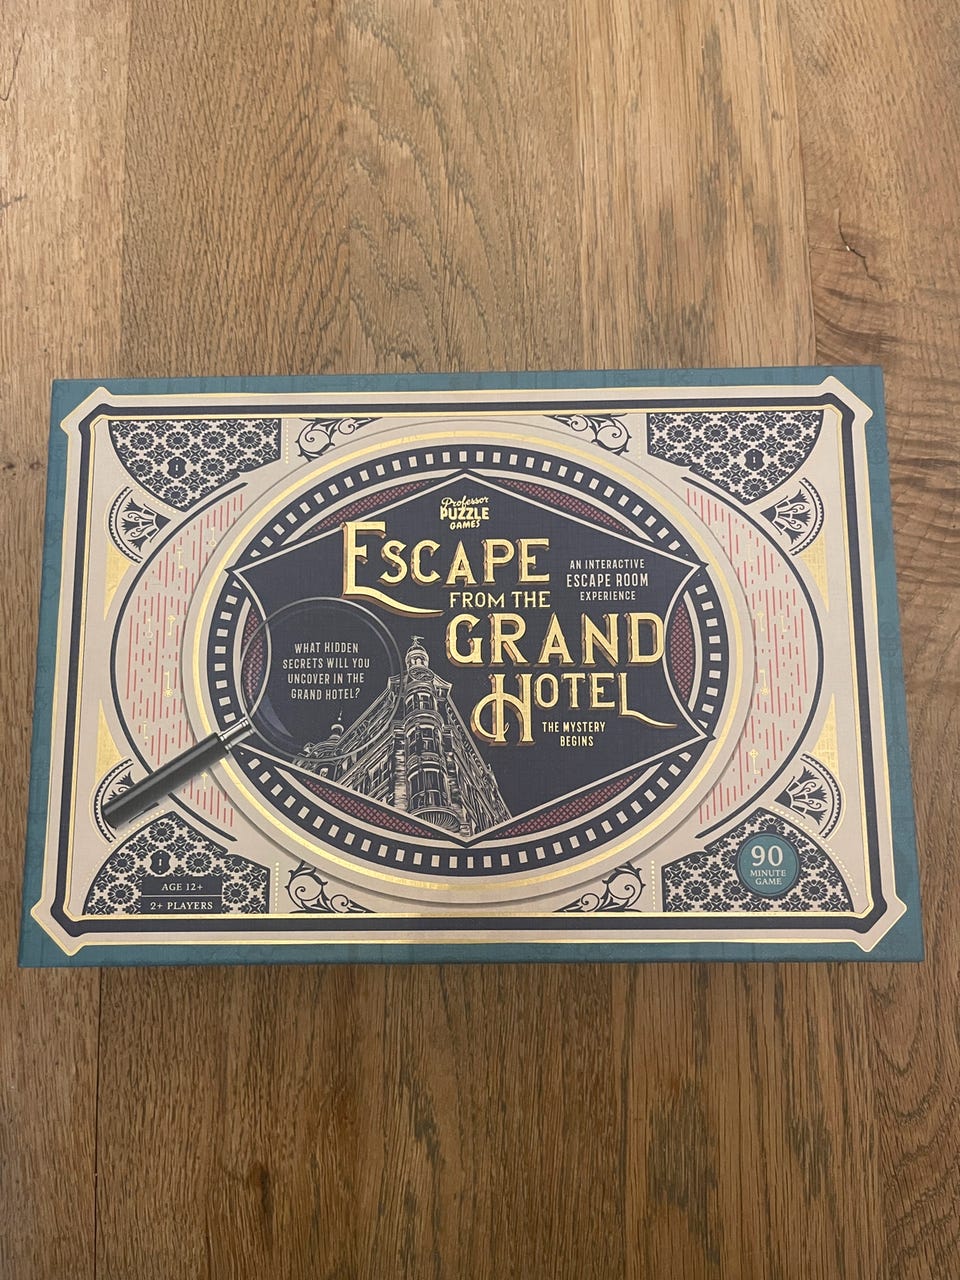 Professor
PUZZLE
GAMES
ESCAPE
FROM THE
GRAND
HOTEL
AN INTERACTIVE
ESCAPE ROOM
EXPERIENCE
WHAT HIDDEN
SECRETS WILL YOU
UNCOVER IN THE
GRAND HOTEL?
THE MYSTERY
BEGINS
AGE 12+
2+ PLAYERS
90
MINUTE
GAME